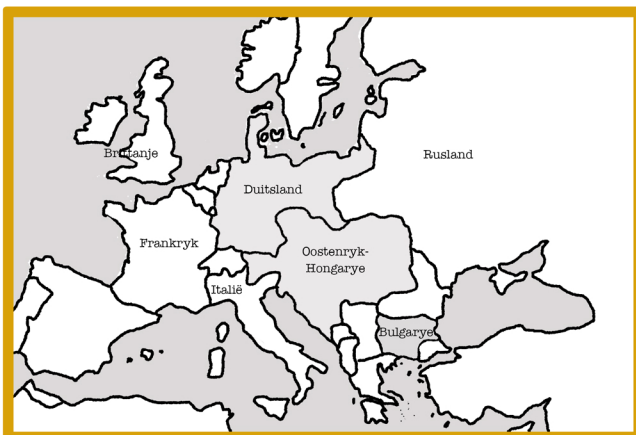 Brittanje
Rusland
Duitsland
Frankryk
Oostenryk-
Hongarye
Italië
Bulgarye